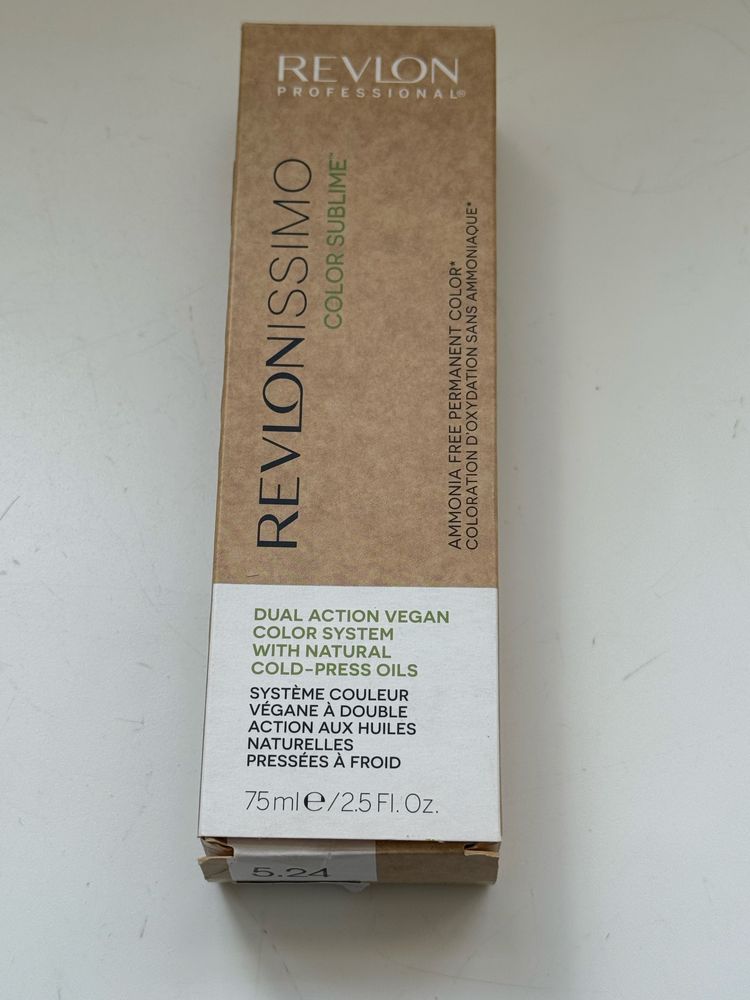 REVLON
PROFESSIONAL®
REVLONISSIMO
COLOR SUBLIME™
AMMONIA FREE PERMANENT COLOR*
COLORATION D'OXYDATION SANS AMMONIAQUE*
DUAL ACTION VEGAN
COLOR SYSTEM
WITH NATURAL
COLD-PRESS OILS
SYSTÈME COULEUR
VÉGANE À DOUBLE
ACTION AUX HUILES
NATURELLES
PRESSÉES À FROID
75ml℮/2.5 Fl. Oz.
5.24